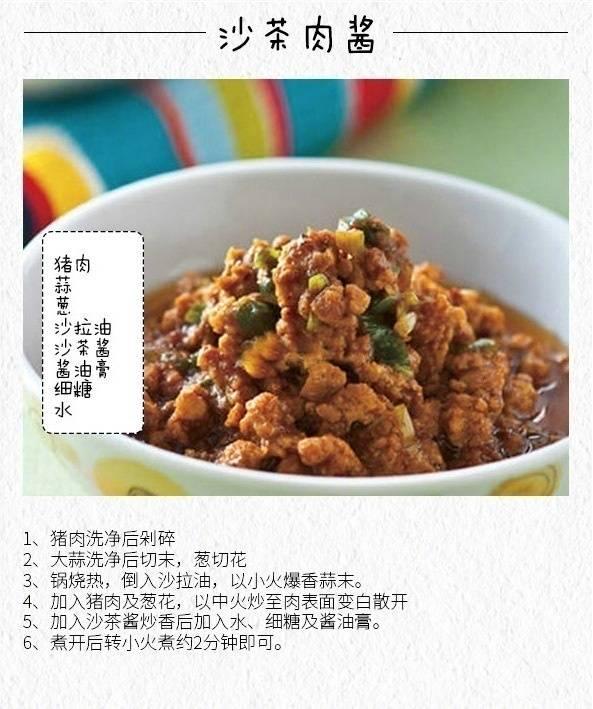 沙茶肉酱
猪肉
蒜
葱
沙拉油
沙茶酱
酱油膏
细糖
水
1、猪肉洗净后剁碎
2、大蒜洗净后切末，葱切花
3、锅烧热，倒入沙拉油，以小火爆香蒜末。
4、加入猪肉及葱花，以中火炒至肉表面变白散开
5、加入沙茶酱炒香后加入水、细糖及酱油膏。
6、煮开后转小火煮约2分钟即可。